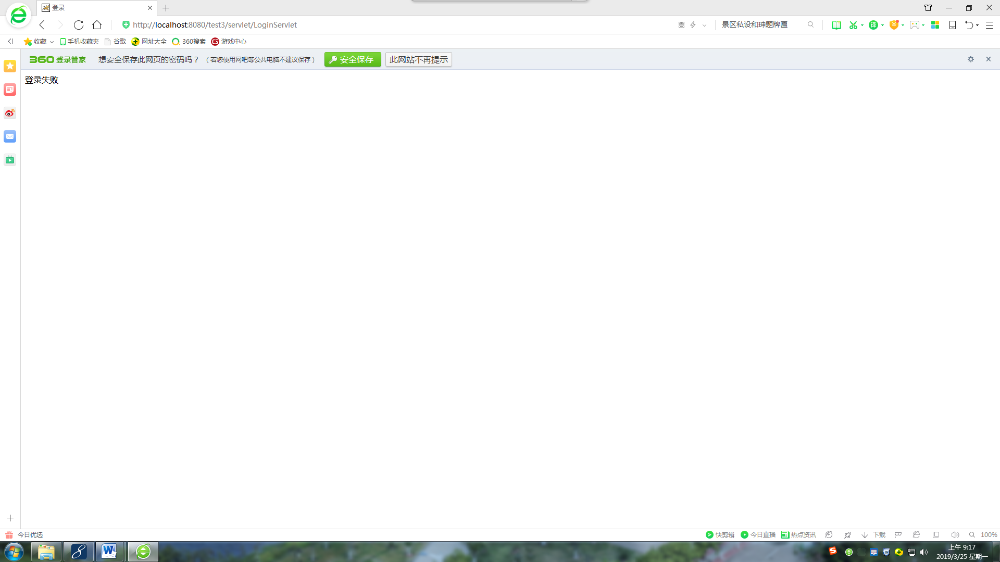 登录
http://localhost:8080/test3/servlet/LoginServlet
景区私设和珅题牌匾
收藏
手机收藏夹
谷歌
网址大全
360搜索
游戏中心
360 登录管家
想安全保存此网页的密码吗？
（若您使用网吧等公共电脑不建议保存）
安全保存
此网站不再提示
登录失败
今日优选
快剪辑
今日直播
热点资讯
下载
100%
上午 9:17
2019/3/25 星期一